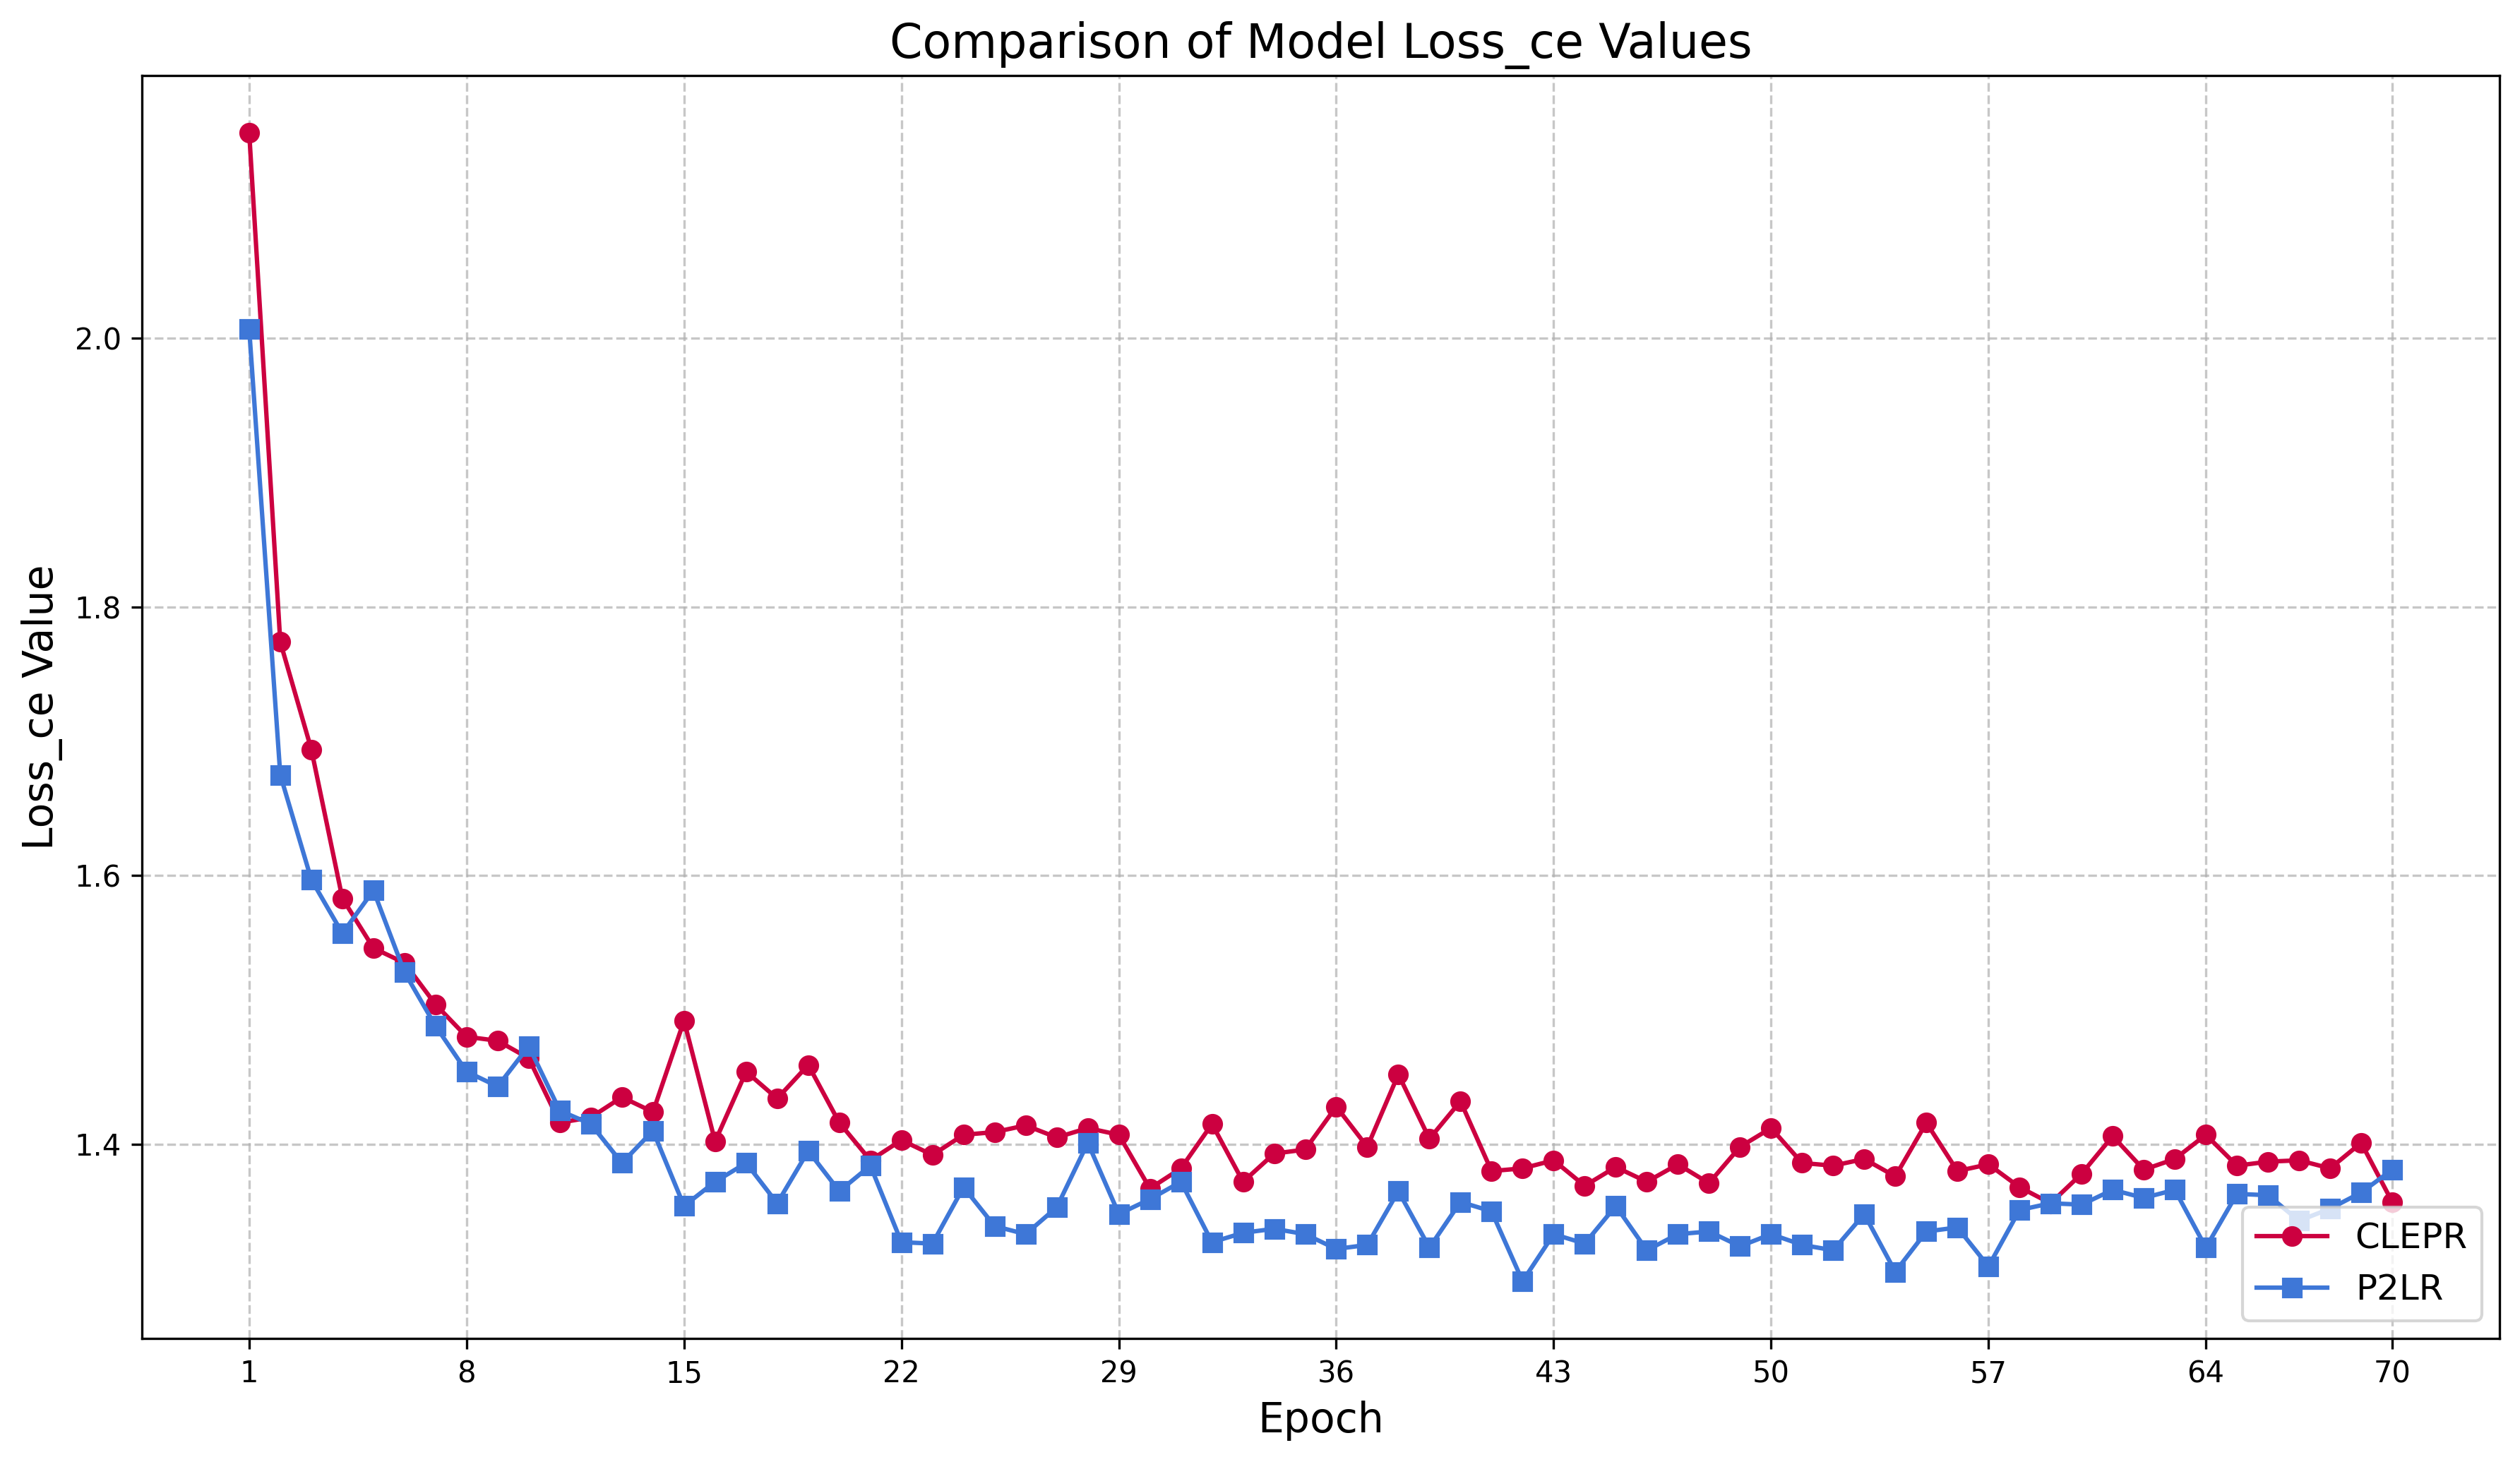 Comparison of Model Loss_ce Values
Loss_ce Value
2.0
1.8
1.6
1.4
1 8 15 22 29 36 43 50 57 64 70
Epoch
CLEPR
P2LR